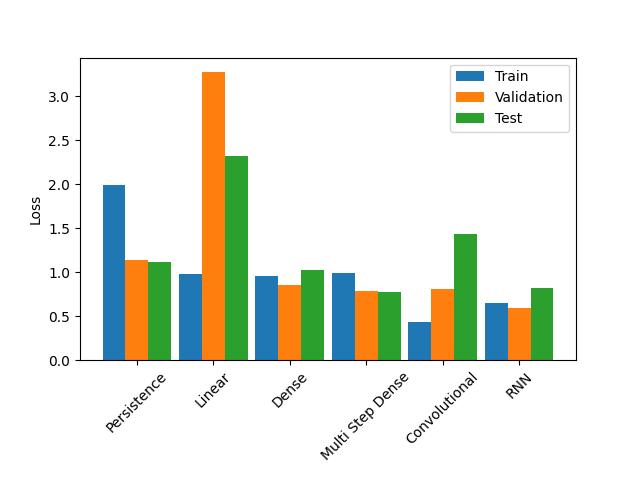 Train
Validation
Test
Loss
3.0
2.5
2.0
1.5
1.0
0.5
0.0
Persistence
Linear
Dense
Multi Step Dense
Convolutional
RNN